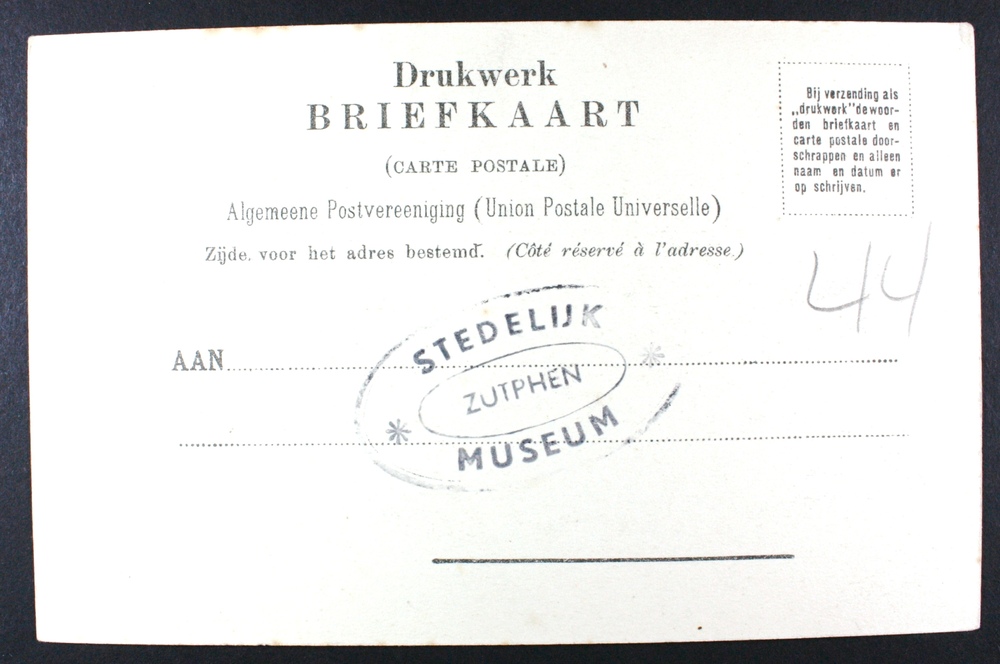 Drukwerk
BRIEFKAART
(CARTE POSTALE)
Algemeene Postvereeniging (Union Postale Universelle)
Zijde voor het adres bestemd. (Côté réservé à l'adresse.)
Bij verzending als
„drukwerk" de woor-
den briefkaart en
carte postale door-
schrappen en alleen
naam en datum er
op schrijven.
44
AAN
STEDELIJK
ZUTPHEN
MUSEUM